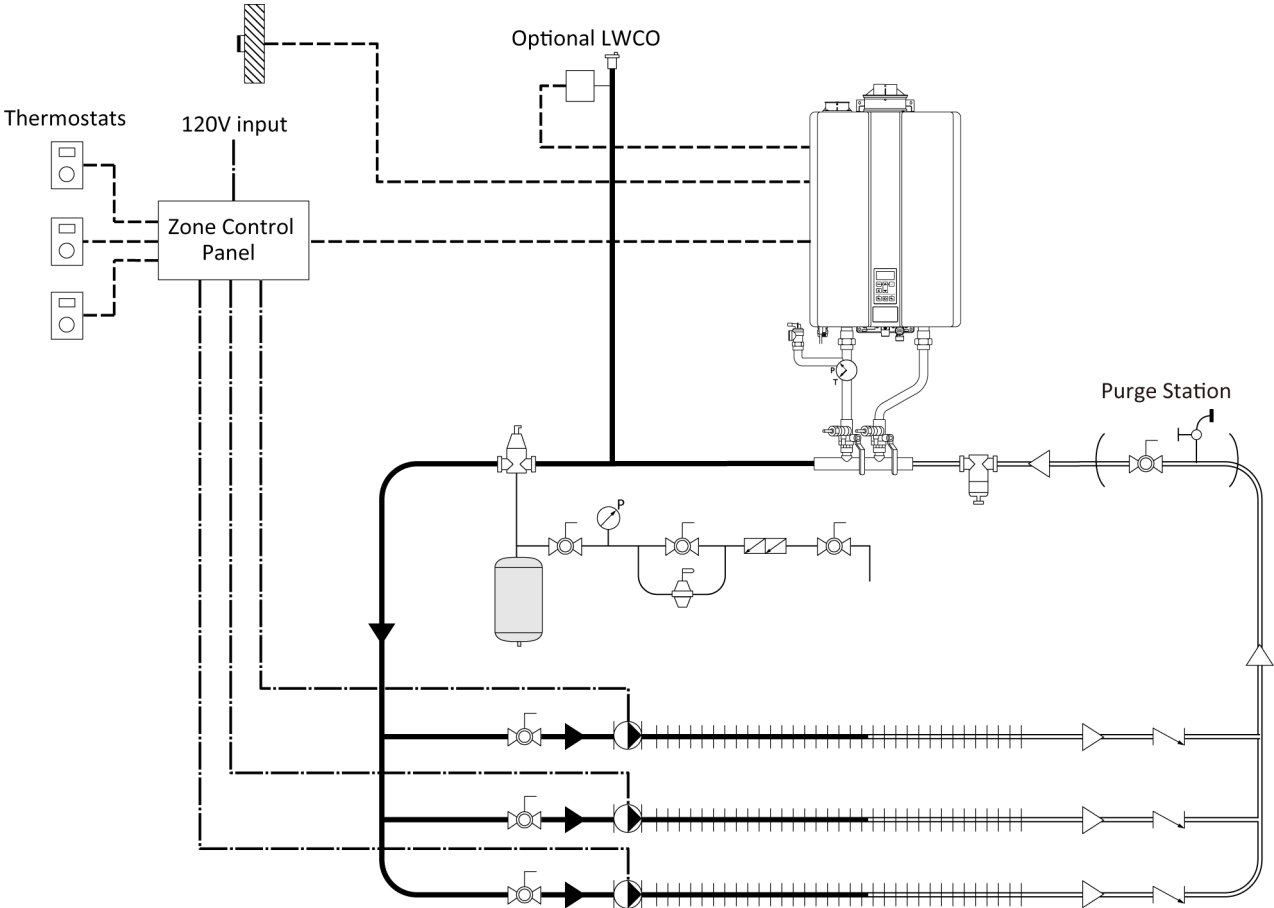 Optional LWCO
Thermostats
120V input
Zone Control
Panel
P
T
Purge Station
P